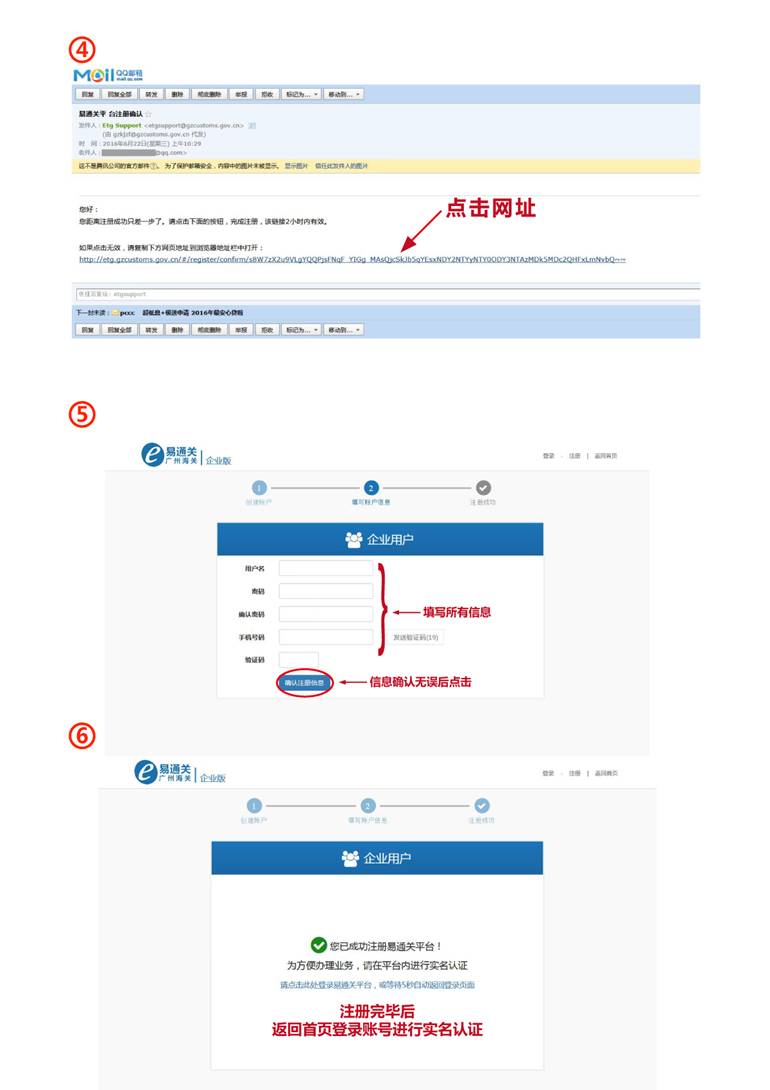 ④
Mail QQ邮箱
mail.qq.com
回复 回复全部 转发 删除 彻底删除 举报 拒收 标记为... 移动到...
易通关平台注册确认
发件人：Etg Support <etgsupport@gzcustoms.gov.cn>
(由 gzkjzf@gzcustoms.gov.cn 代发)
时 间：2016年6月22日(星期三) 上午10:29
收件人： @qq.com>
这不是腾讯公司的官方邮件。 为了保护邮箱安全，内容中的图片未被显示。 显示图片 信任此发件人的图片
点击网址
您好：
您距离注册成功只差一步了。请点击下面的按钮，完成注册，该链接2小时内有效。
如果点击无效，请复制下方网页地址到浏览器地址栏中打开：
http://etg.gzcustoms.gov.cn/#/register/confirm/s8W7zX2u9VLgYQQPjsFNqF_YIGg_MAsQjcSkJb5qYEsxNDY2NTYyNTY0ODY3NTAzMDk5MDc2QHFxLmNvbQ~~
快捷回复给：etgsupport
下一封未读：pccc 超低息+极速申请 2016年最安心贷款
回复 回复全部 转发 删除 彻底删除 举报 拒收 标记为... 移动到...
⑤
e 易通关
广州海关 企业版
登录 - 注册 | 返回首页
1 2
创建账户 填写账户信息 注册成功
企业用户
用户名
密码
确认密码
填写所有信息
手机号码 发送验证码(19)
验证码
确认注册信息 信息确认无误后点击
⑥
e 易通关
广州海关 企业版
登录 - 注册 | 返回首页
1 2
创建账户 填写账户信息 注册成功
企业用户
您已成功注册易通关平台！
为方便办理业务，请在平台内进行实名认证
请点击此处登录易通关平台，或等待5秒自动返回登录页面
注册完毕后
返回首页登录账号进行实名认证